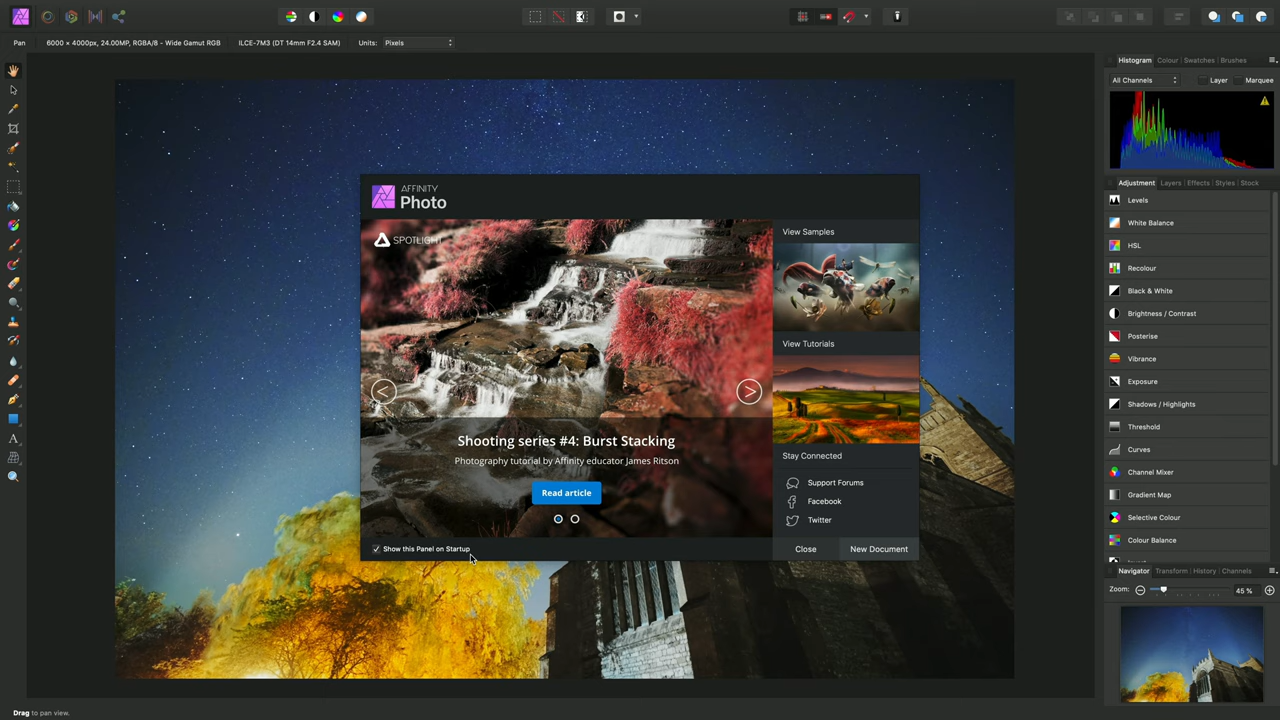 Pan
6000 × 4000px, 24.00MP, RGBA/8 - Wide Gamut RGB
ILCE-7M3 (DT 14mm F2.4 SAM)
Units: Pixels
Histogram Colour Swatches Brushes
All Channels Layer Marquee
Adjustment Layers Effects Styles Stock
Levels
White Balance
HSL
Recolour
Black & White
Brightness / Contrast
Posterise
Vibrance
Exposure
Shadows / Highlights
Threshold
Curves
Channel Mixer
Gradient Map
Selective Colour
Colour Balance
Navigator Transform History Channels
Zoom: 45 %
AFFINITY
Photo
SPOTLIGHT
Shooting series #4: Burst Stacking
Photography tutorial by Affinity educator James Ritson
Read article
Show this Panel on Startup
View Samples
View Tutorials
Stay Connected
Support Forums
Facebook
Twitter
Close
New Document
Drag to pan view.